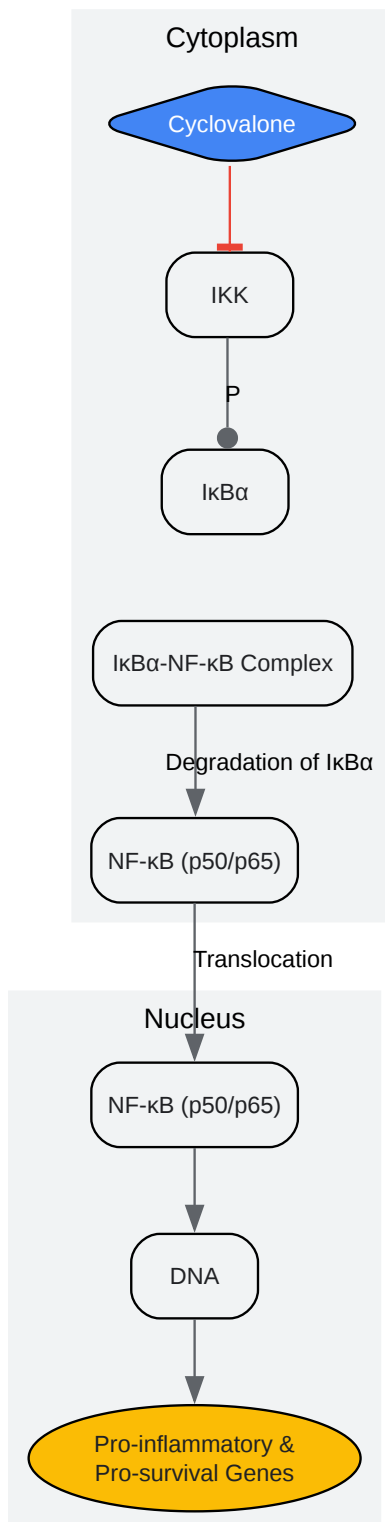 Cytoplasm
Cyclovalone
IKK
P
IκBα
IκBα-NF-κB Complex
Degradation of IκBα
NF-κB (p50/p65)
Translocation
Nucleus
NF-κB (p50/p65)
DNA
Pro-inflammatory &
Pro-survival Genes